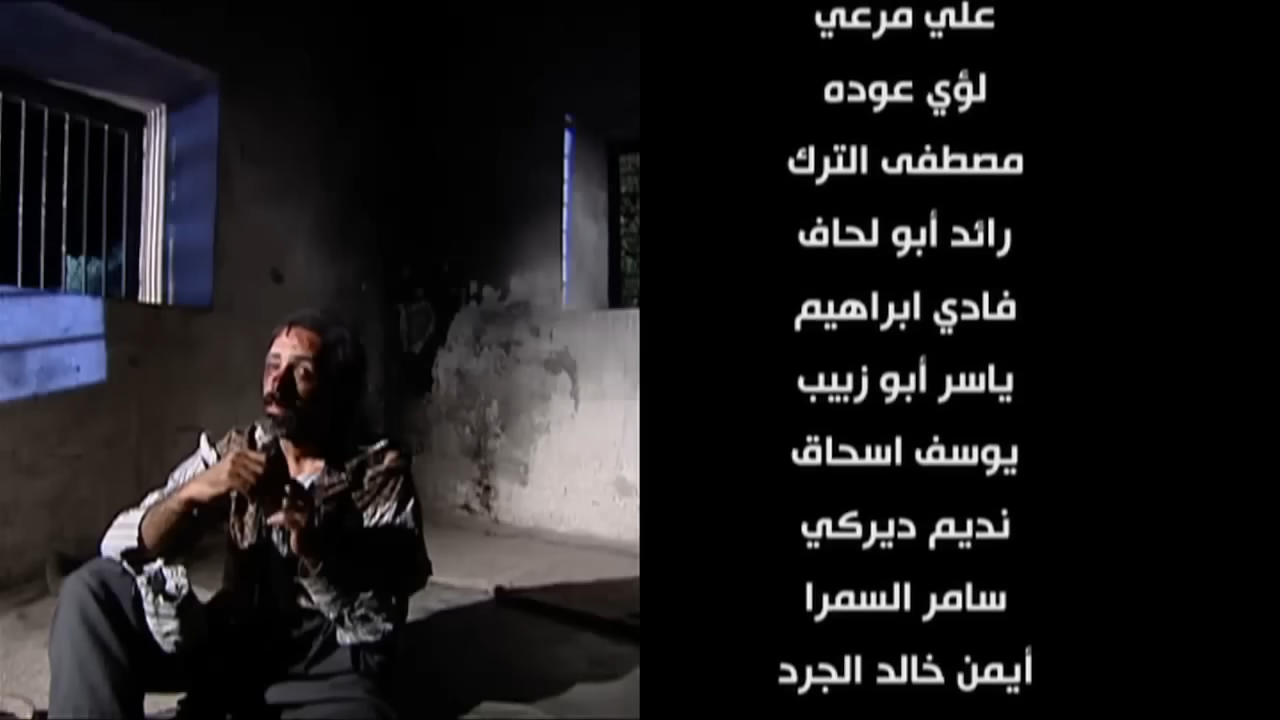 علي مرعي
لؤي عوده
مصطفى الترك
رائد أبو لحاف
فادي ابراهيم
ياسر أبو زبيب
يوسف اسحاق
نديم ديركي
سامر السمرا
أيمن خالد الجرد